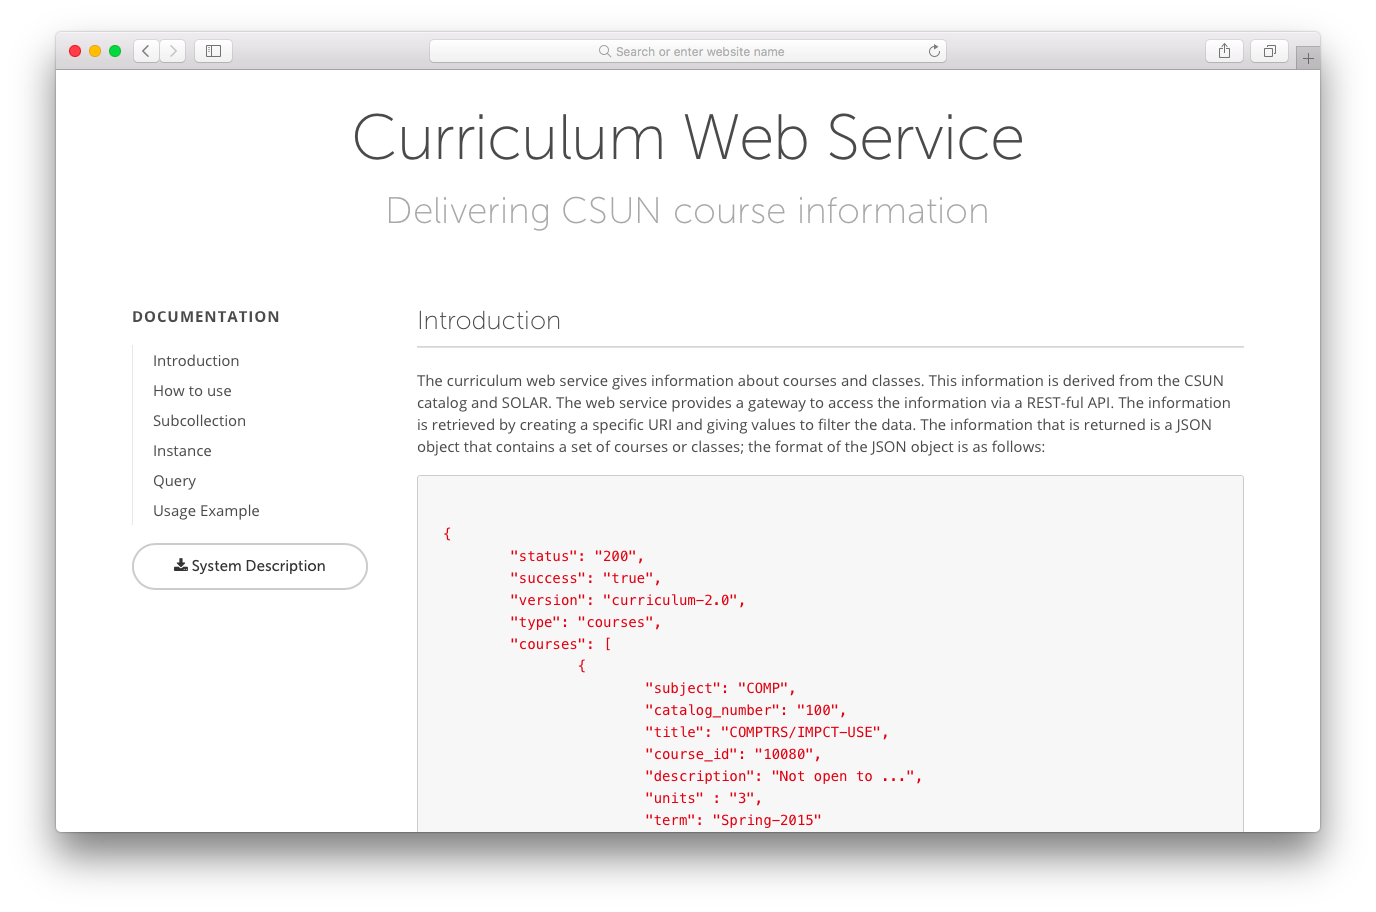 Search or enter website name
Curriculum Web Service
Delivering CSUN course information
DOCUMENTATION
Introduction
How to use
Subcollection
Instance
Query
Usage Example
System Description
Introduction
The curriculum web service gives information about courses and classes. This information is derived from the CSUN
catalog and SOLAR. The web service provides a gateway to access the information via a REST-ful API. The information
is retrieved by creating a specific URI and giving values to filter the data. The information that is returned is a JSON
object that contains a set of courses or classes; the format of the JSON object is as follows:
{
"status": "200",
"success": "true",
"version": "curriculum-2.0",
"type": "courses",
"courses": [
{
"subject": "COMP",
"catalog_number": "100",
"title": "COMPTRS/IMPCT-USE",
"course_id": "10080",
"description": "Not open to ...",
"units" : "3",
"term": "Spring-2015"